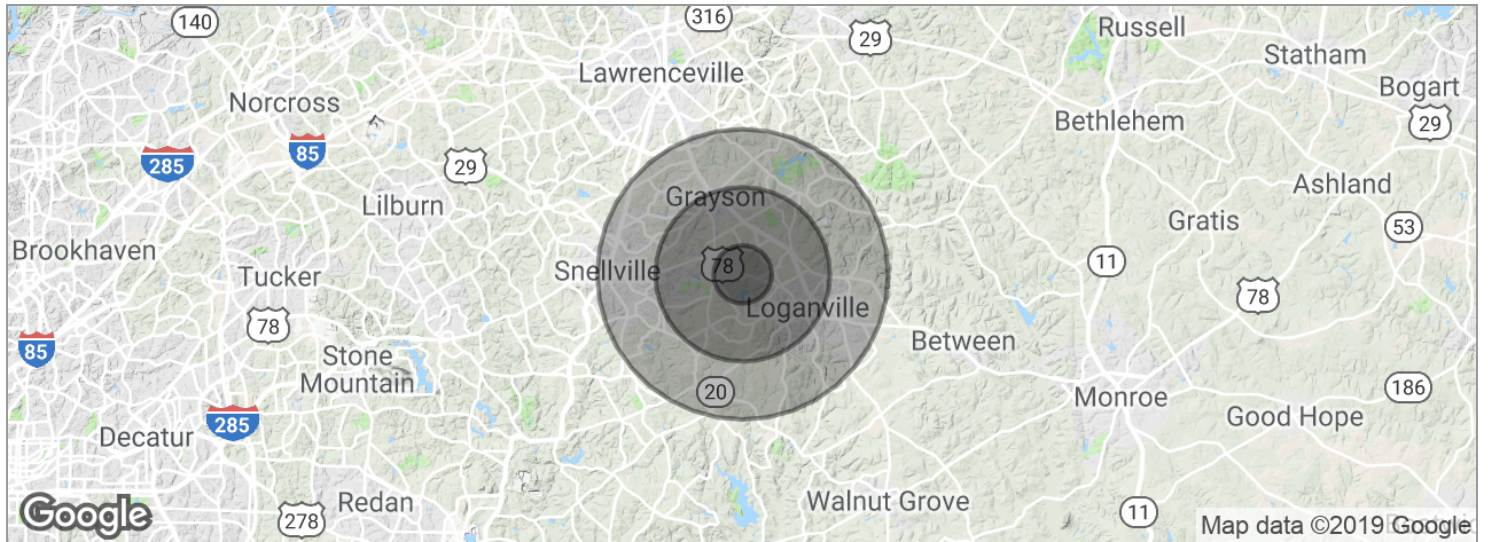 140
316
29
Russell
Statham
Lawrenceville
Bogart
Norcross
29
Bethlehem
85
285
29
Grayson
Ashland
Lilburn
Gratis
53
Brookhaven
Snellville
78
11
Tucker
78
Loganville
78
85
Between
Stone
Mountain
20
186
Monroe
Good Hope
285
Decatur
Redan
Walnut Grove
278
11
Google
Map data ©2019 Google